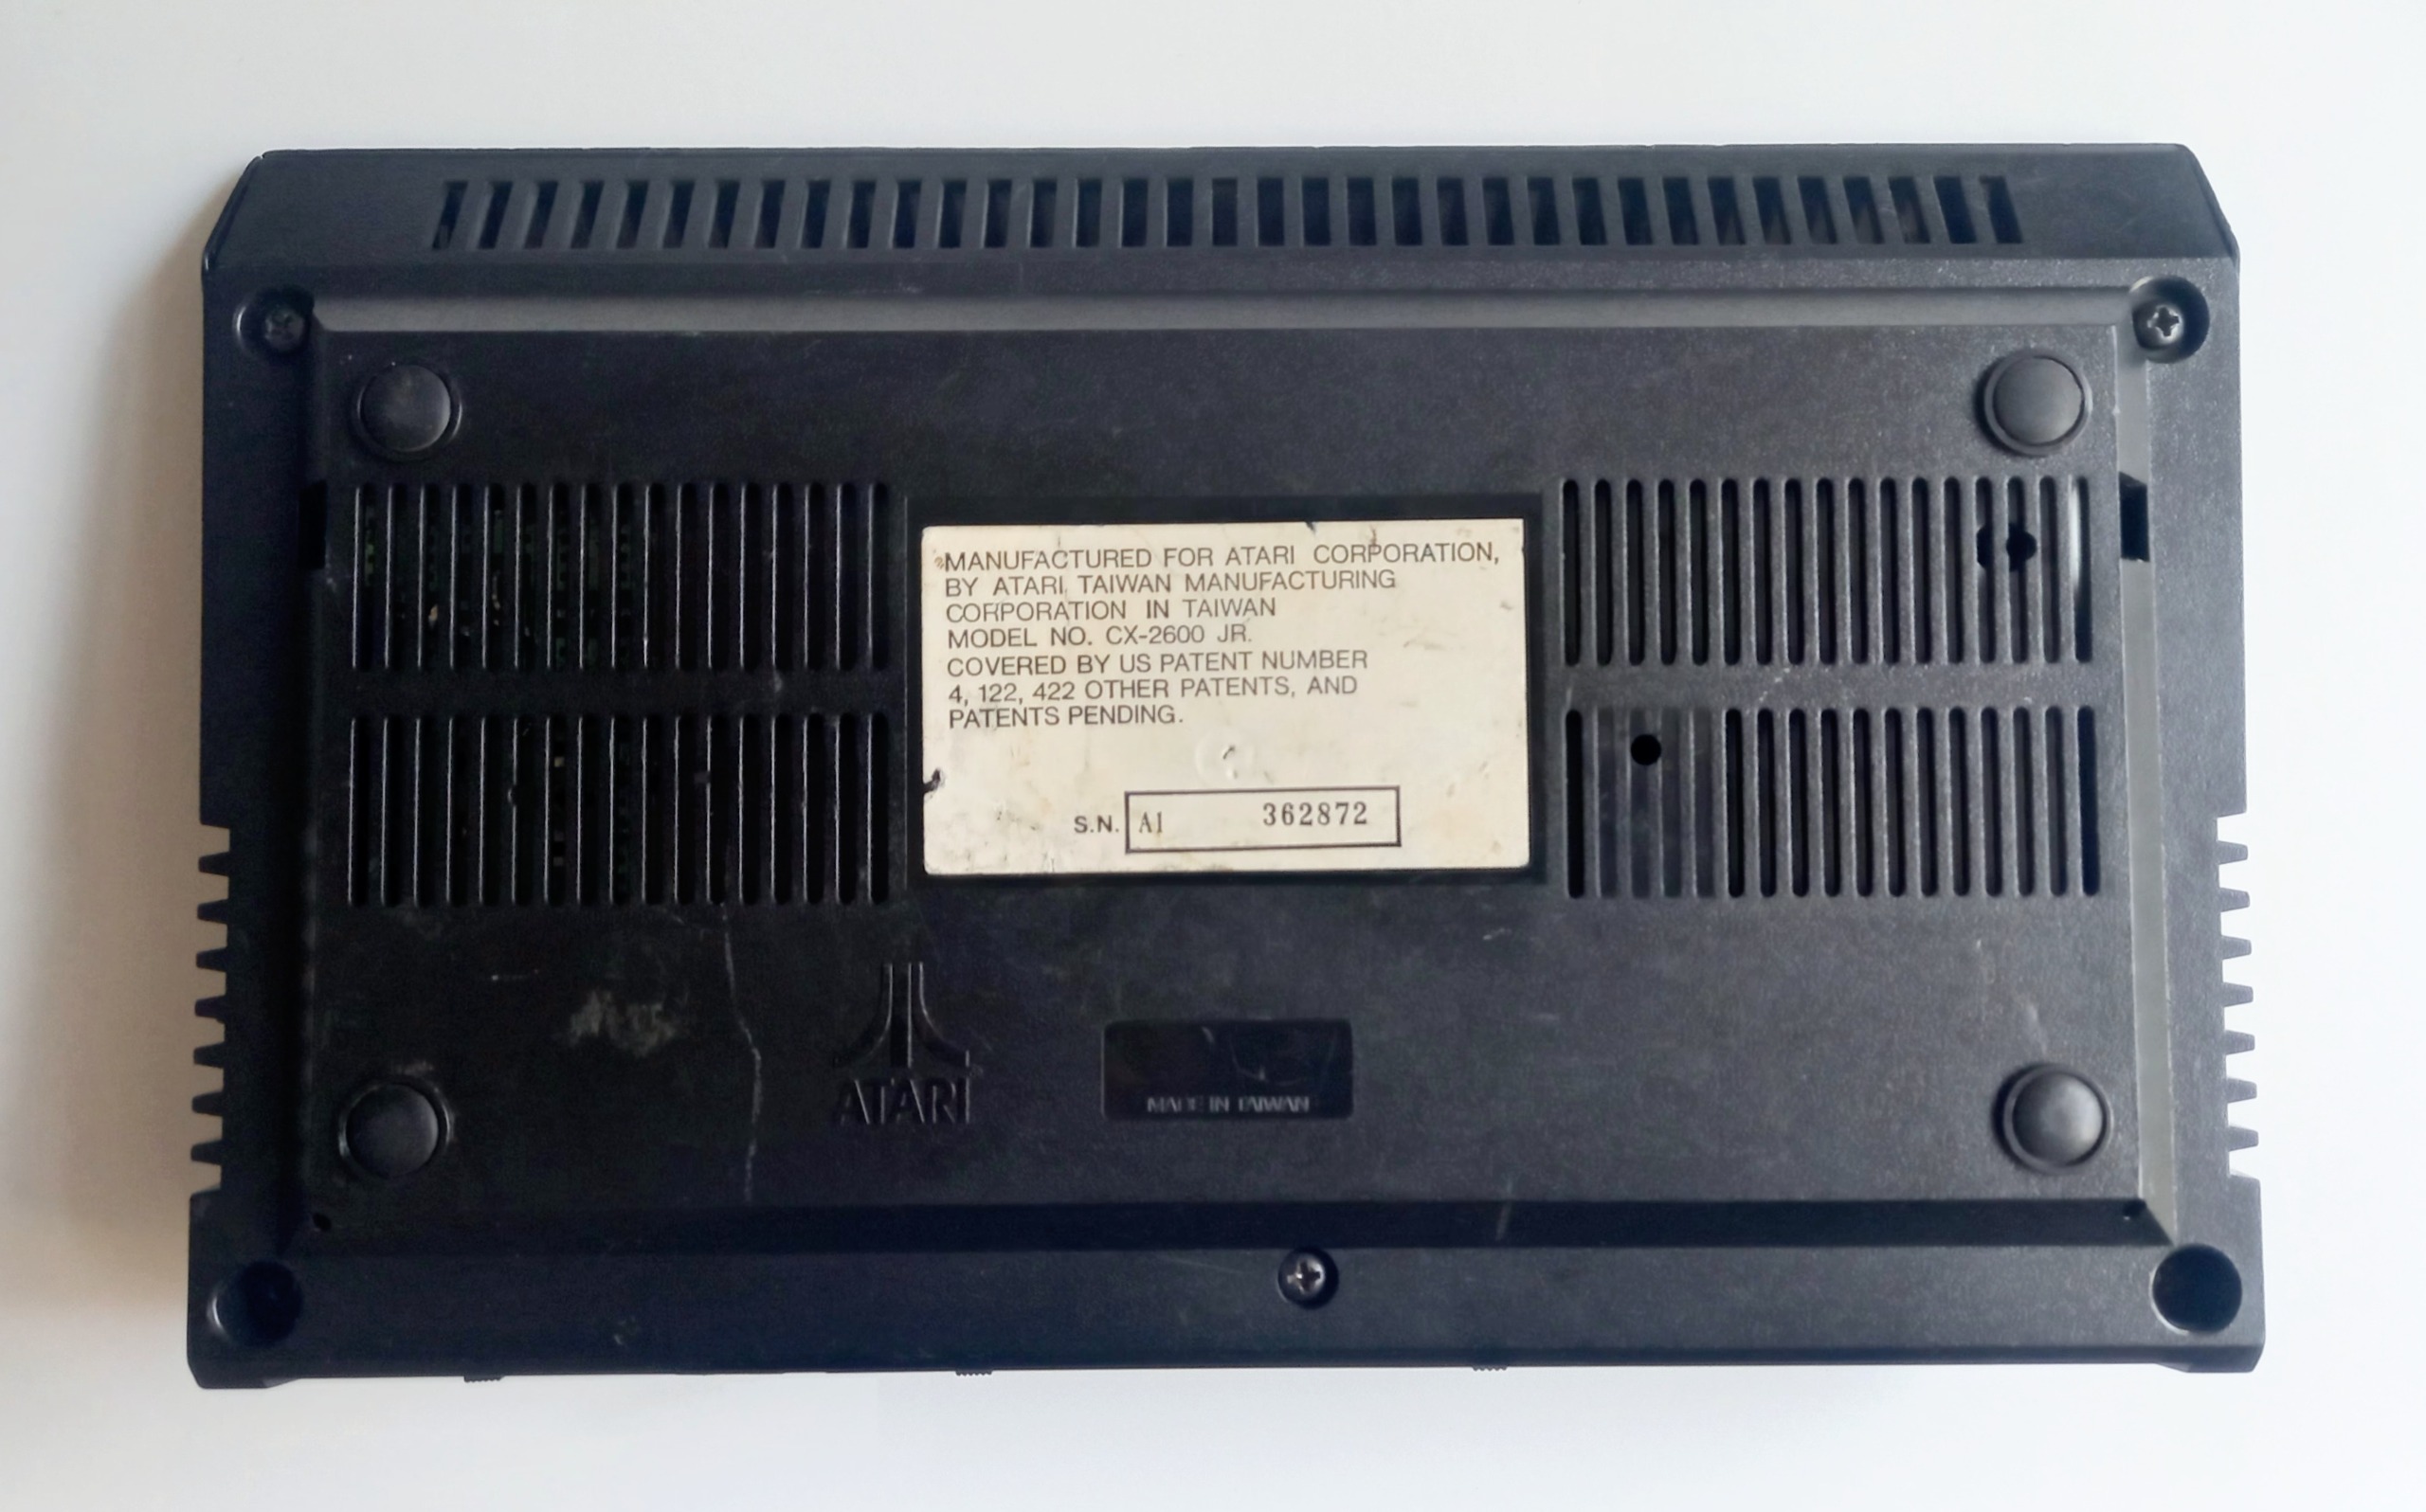 MANUFACTURED FOR ATARI CORPORATION,
BY ATARI TAIWAN MANUFACTURING
CORPORATION IN TAIWAN
MODEL NO. CX-2600 JR.
COVERED BY US PATENT NUMBER
4, 122, 422 OTHER PATENTS, AND
PATENTS PENDING.
S.N. A1 362872
ATARI
MADE IN TAIWAN